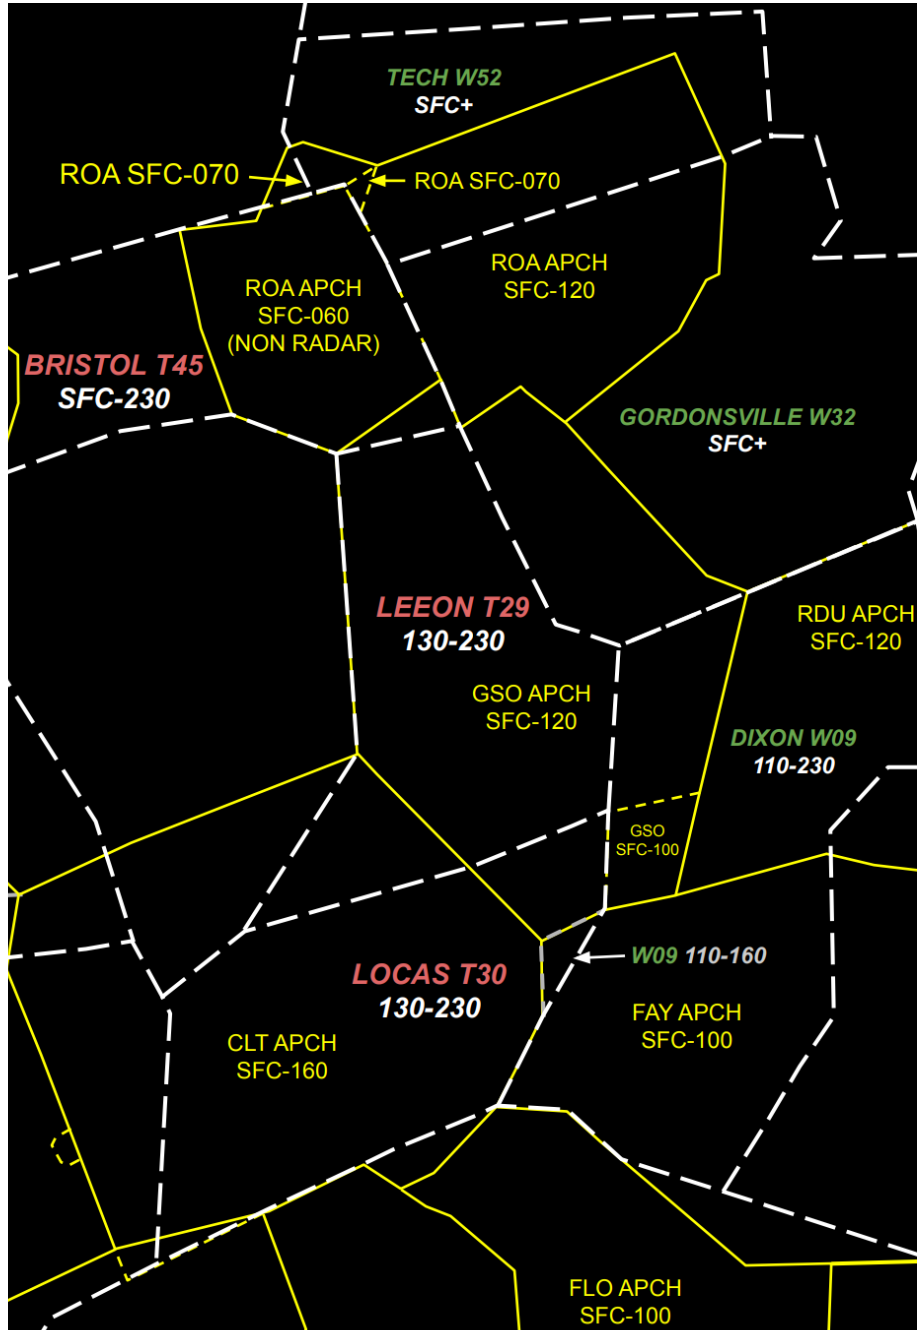 TECH W52
SFC+
ROA SFC-070
ROA SFC-070
ROA APCH
SFC-120
ROA APCH
SFC-060
(NON RADAR)
BRISTOL T45
SFC-230
GORDONSVILLE W32
SFC+
LEEON T29
130-230
RDU APCH
SFC-120
GSO APCH
SFC-120
DIXON W09
110-230
GSO
SFC-100
W09 110-160
LOCAS T30
130-230
FAY APCH
SFC-100
CLT APCH
SFC-160
FLO APCH
SFC-100